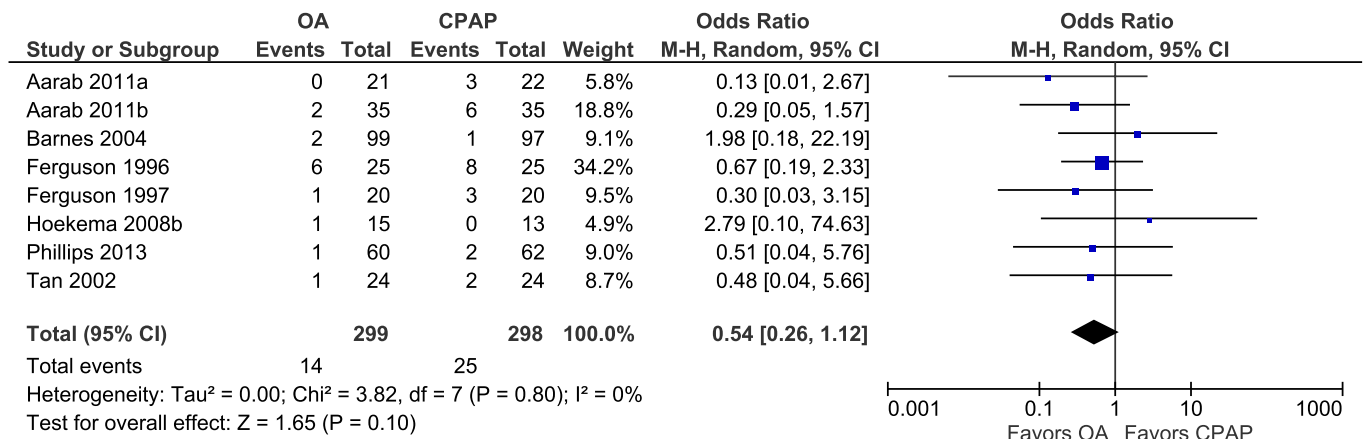 OA CPAP Odds Ratio Odds Ratio
Study or Subgroup Events Total Events Total Weight M-H, Random, 95% CI M-H, Random, 95% CI
Aarab 2011a 0 21 3 22 5.8% 0.13 [0.01, 2.67]
Aarab 2011b 2 35 6 35 18.8% 0.29 [0.05, 1.57]
Barnes 2004 2 99 1 97 9.1% 1.98 [0.18, 22.19]
Ferguson 1996 6 25 8 25 34.2% 0.67 [0.19, 2.33]
Ferguson 1997 1 20 3 20 9.5% 0.30 [0.03, 3.15]
Hoekema 2008b 1 15 0 13 4.9% 2.79 [0.10, 74.63]
Phillips 2013 1 60 2 62 9.0% 0.51 [0.04, 5.76]
Tan 2002 1 24 2 24 8.7% 0.48 [0.04, 5.66]
Total (95% CI) 299 298 100.0% 0.54 [0.26, 1.12]
Total events 14 25
Heterogeneity: Tau² = 0.00; Chi² = 3.82, df = 7 (P = 0.80); I² = 0%
Test for overall effect: Z = 1.65 (P = 0.10)
0.001 0.1 1 10 1000
Favors OA Favors CPAP